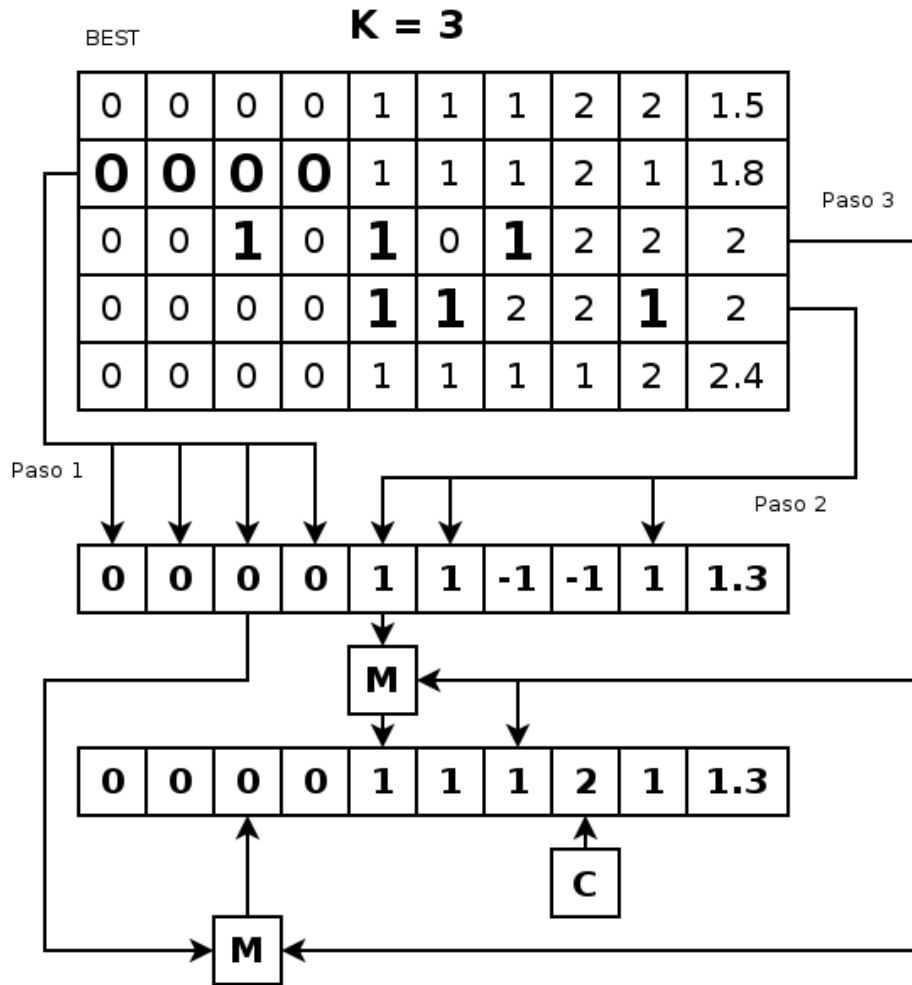 K = 3
BEST
0 0 0 0 1 1 1 2 2 1.5
0 0 0 0 1 1 1 2 1 1.8
Paso 3
0 0 1 0 1 0 1 2 2 2
0 0 0 0 1 1 2 2 1 2
0 0 0 0 1 1 1 1 2 2.4
Paso 1
Paso 2
0 0 0 0 1 1 -1 -1 1 1.3
M
0 0 0 0 1 1 1 2 1 1.3
C
M